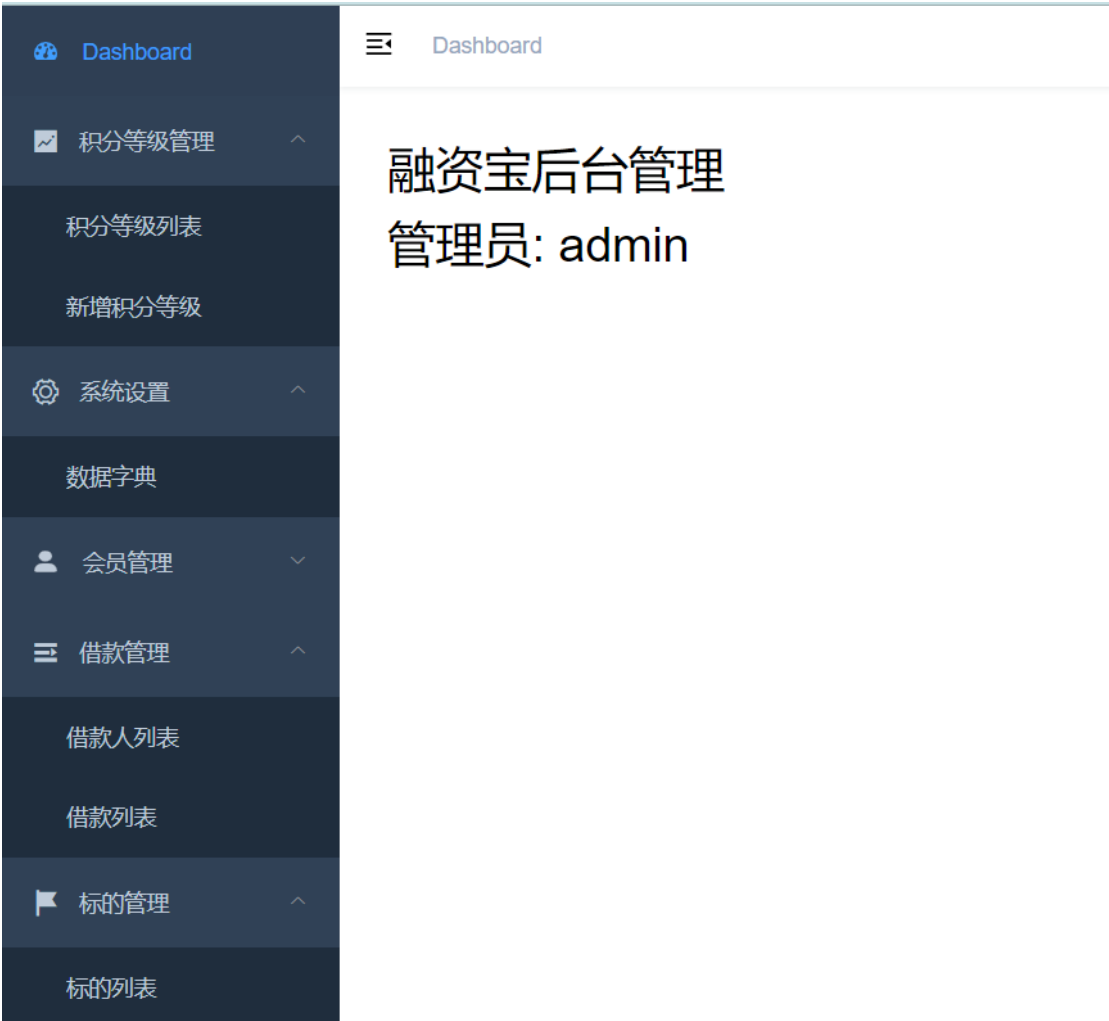 Dashboard
积分等级管理
积分等级列表
新增积分等级
系统设置
数据字典
会员管理
借款管理
借款人列表
借款列表
标的管理
标的列表
Dashboard
融资宝后台管理
管理员: admin